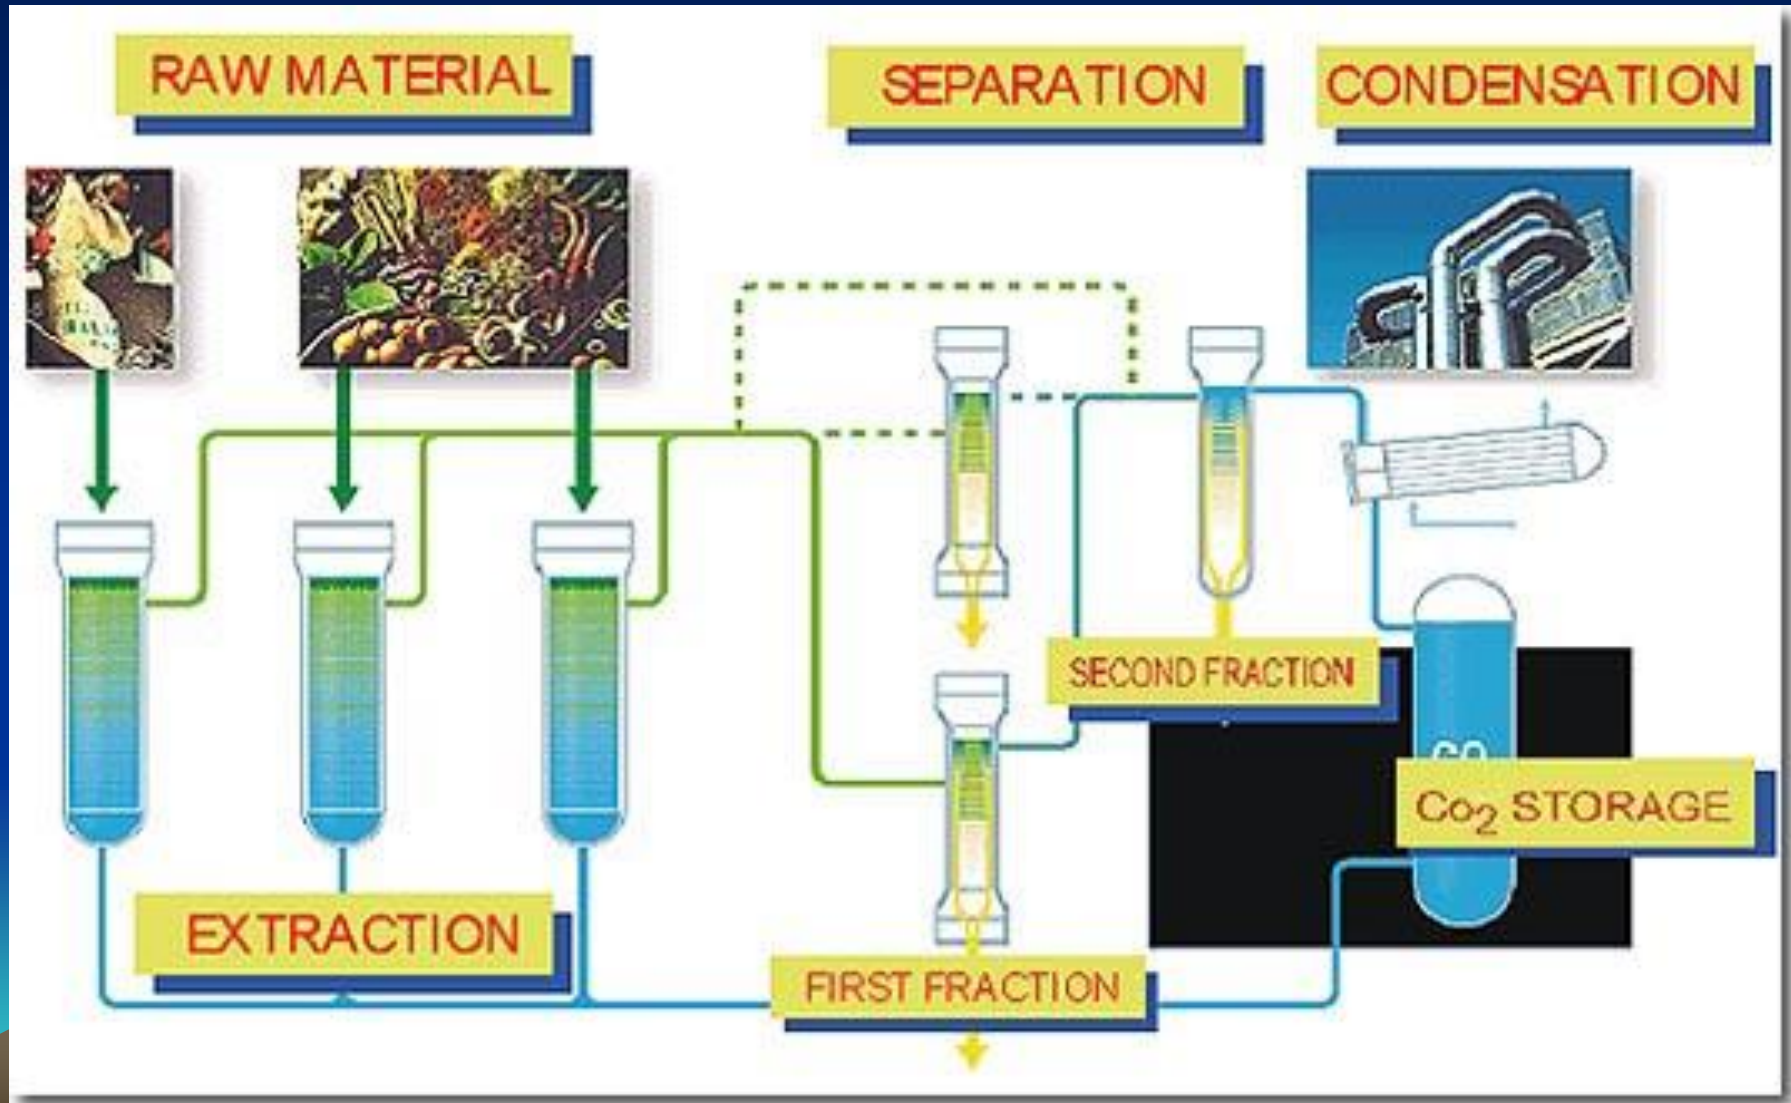 RAW MATERIAL
SEPARATION
CONDENSATION
SECOND FRACTION
Co₂ STORAGE
EXTRACTION
FIRST FRACTION